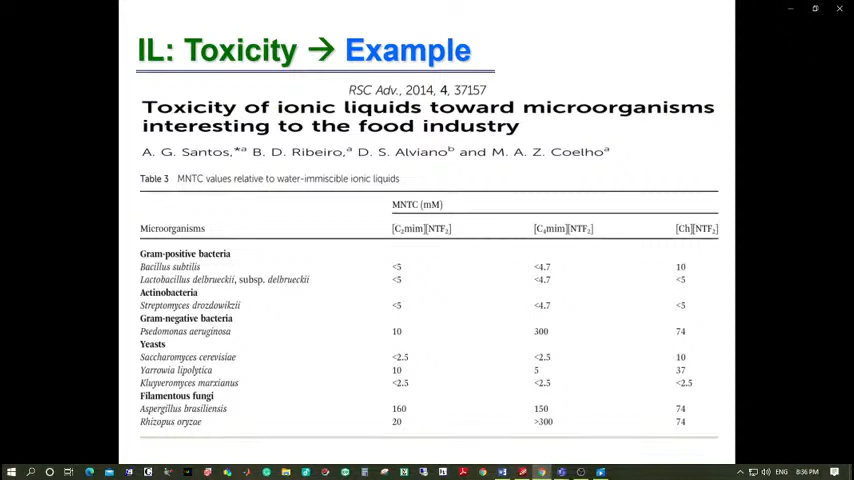 IL: Toxicity → Example
RSC Adv., 2014, 4, 37157
Toxicity of ionic liquids toward microorganisms
interesting to the food industry
A. G. Santos,*ᵃ B. D. Ribeiro,ᵃ D. S. Alvianoᵇ and M. A. Z. Coelhoᵃ
Table 3 MNTC values relative to water-immiscible ionic liquids
MNTC (mM)
Microorganisms [C₂mim][NTF₂] [C₄mim][NTF₂] [Ch][NTF₂]
Gram-positive bacteria
Bacillus subtilis <5 <4.7 10
Lactobacillus delbrueckii, subsp. delbrueckii <5 <4.7 <5
Actinobacteria
Streptomyces drozdowikzii <5 <4.7 <5
Gram-negative bacteria
Psedomonas aeruginosa 10 300 74
Yeasts
Saccharomyces cerevisiae <2.5 <2.5 10
Yarrowia lipolytica 10 5 37
Kluyveromyces marxianus <2.5 <2.5 <2.5
Filamentous fungi
Aspergillus brasiliensis 160 150 74
Rhizopus oryzae 20 >300 74
ENG 8:36 PM